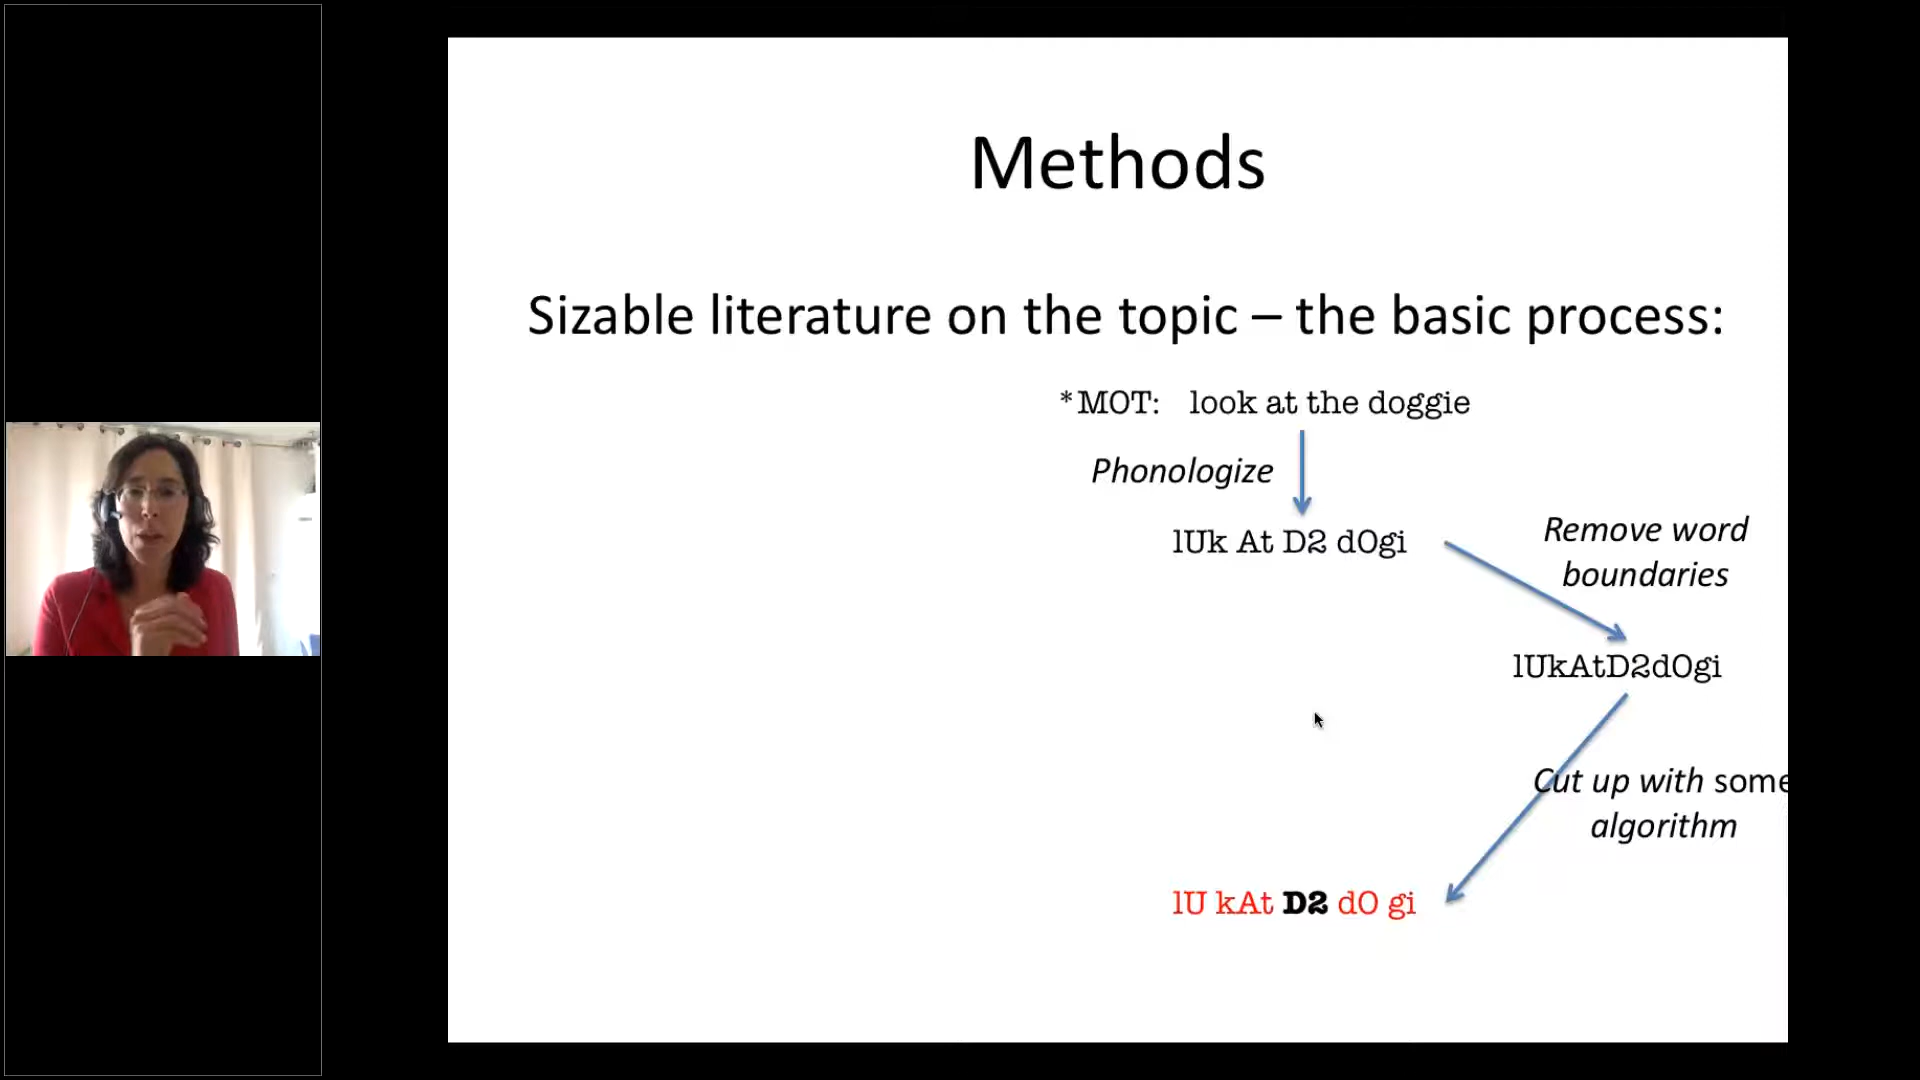 Methods
Sizable literature on the topic – the basic process:
*MOT: look at the doggie
Phonologize
lUk At D2 dOgi
Remove word
boundaries
lUkAtD2dOgi
Cut up with some
algorithm
lU kAt D2 dO gi